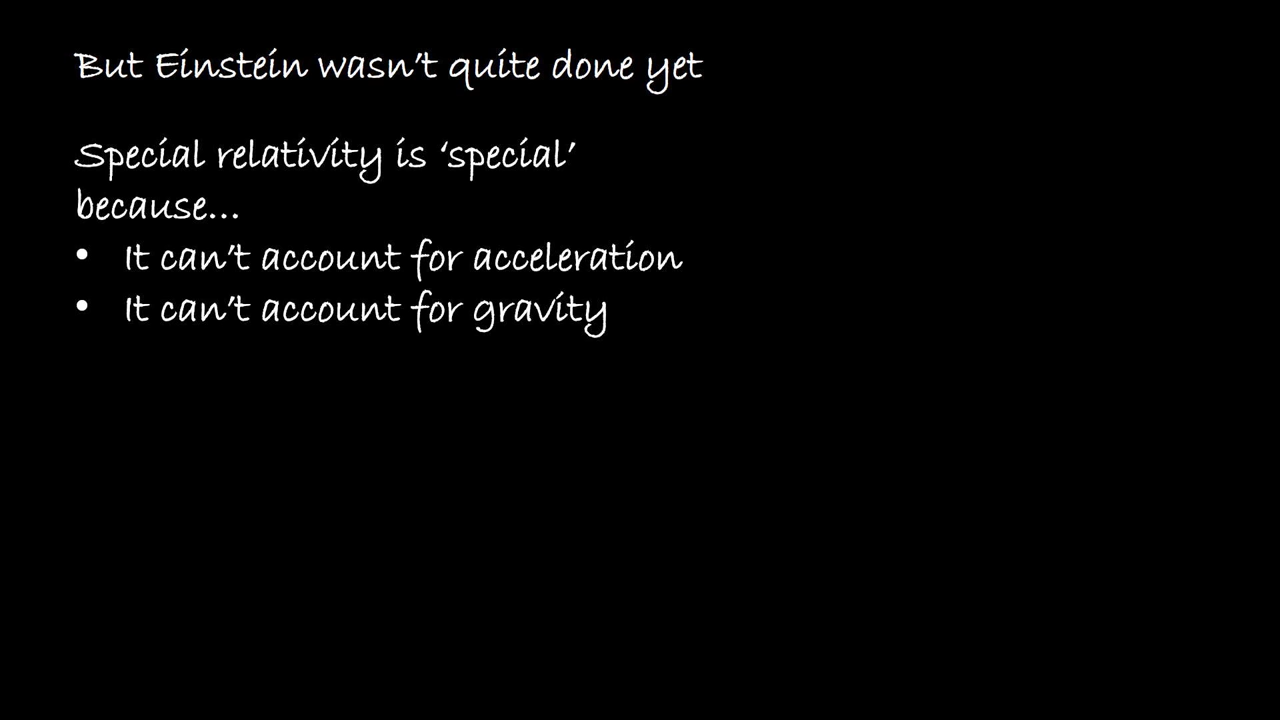 But Einstein wasn’t quite done yet
Special relativity is ‘special’
because...
• It can’t account for acceleration
• It can’t account for gravity